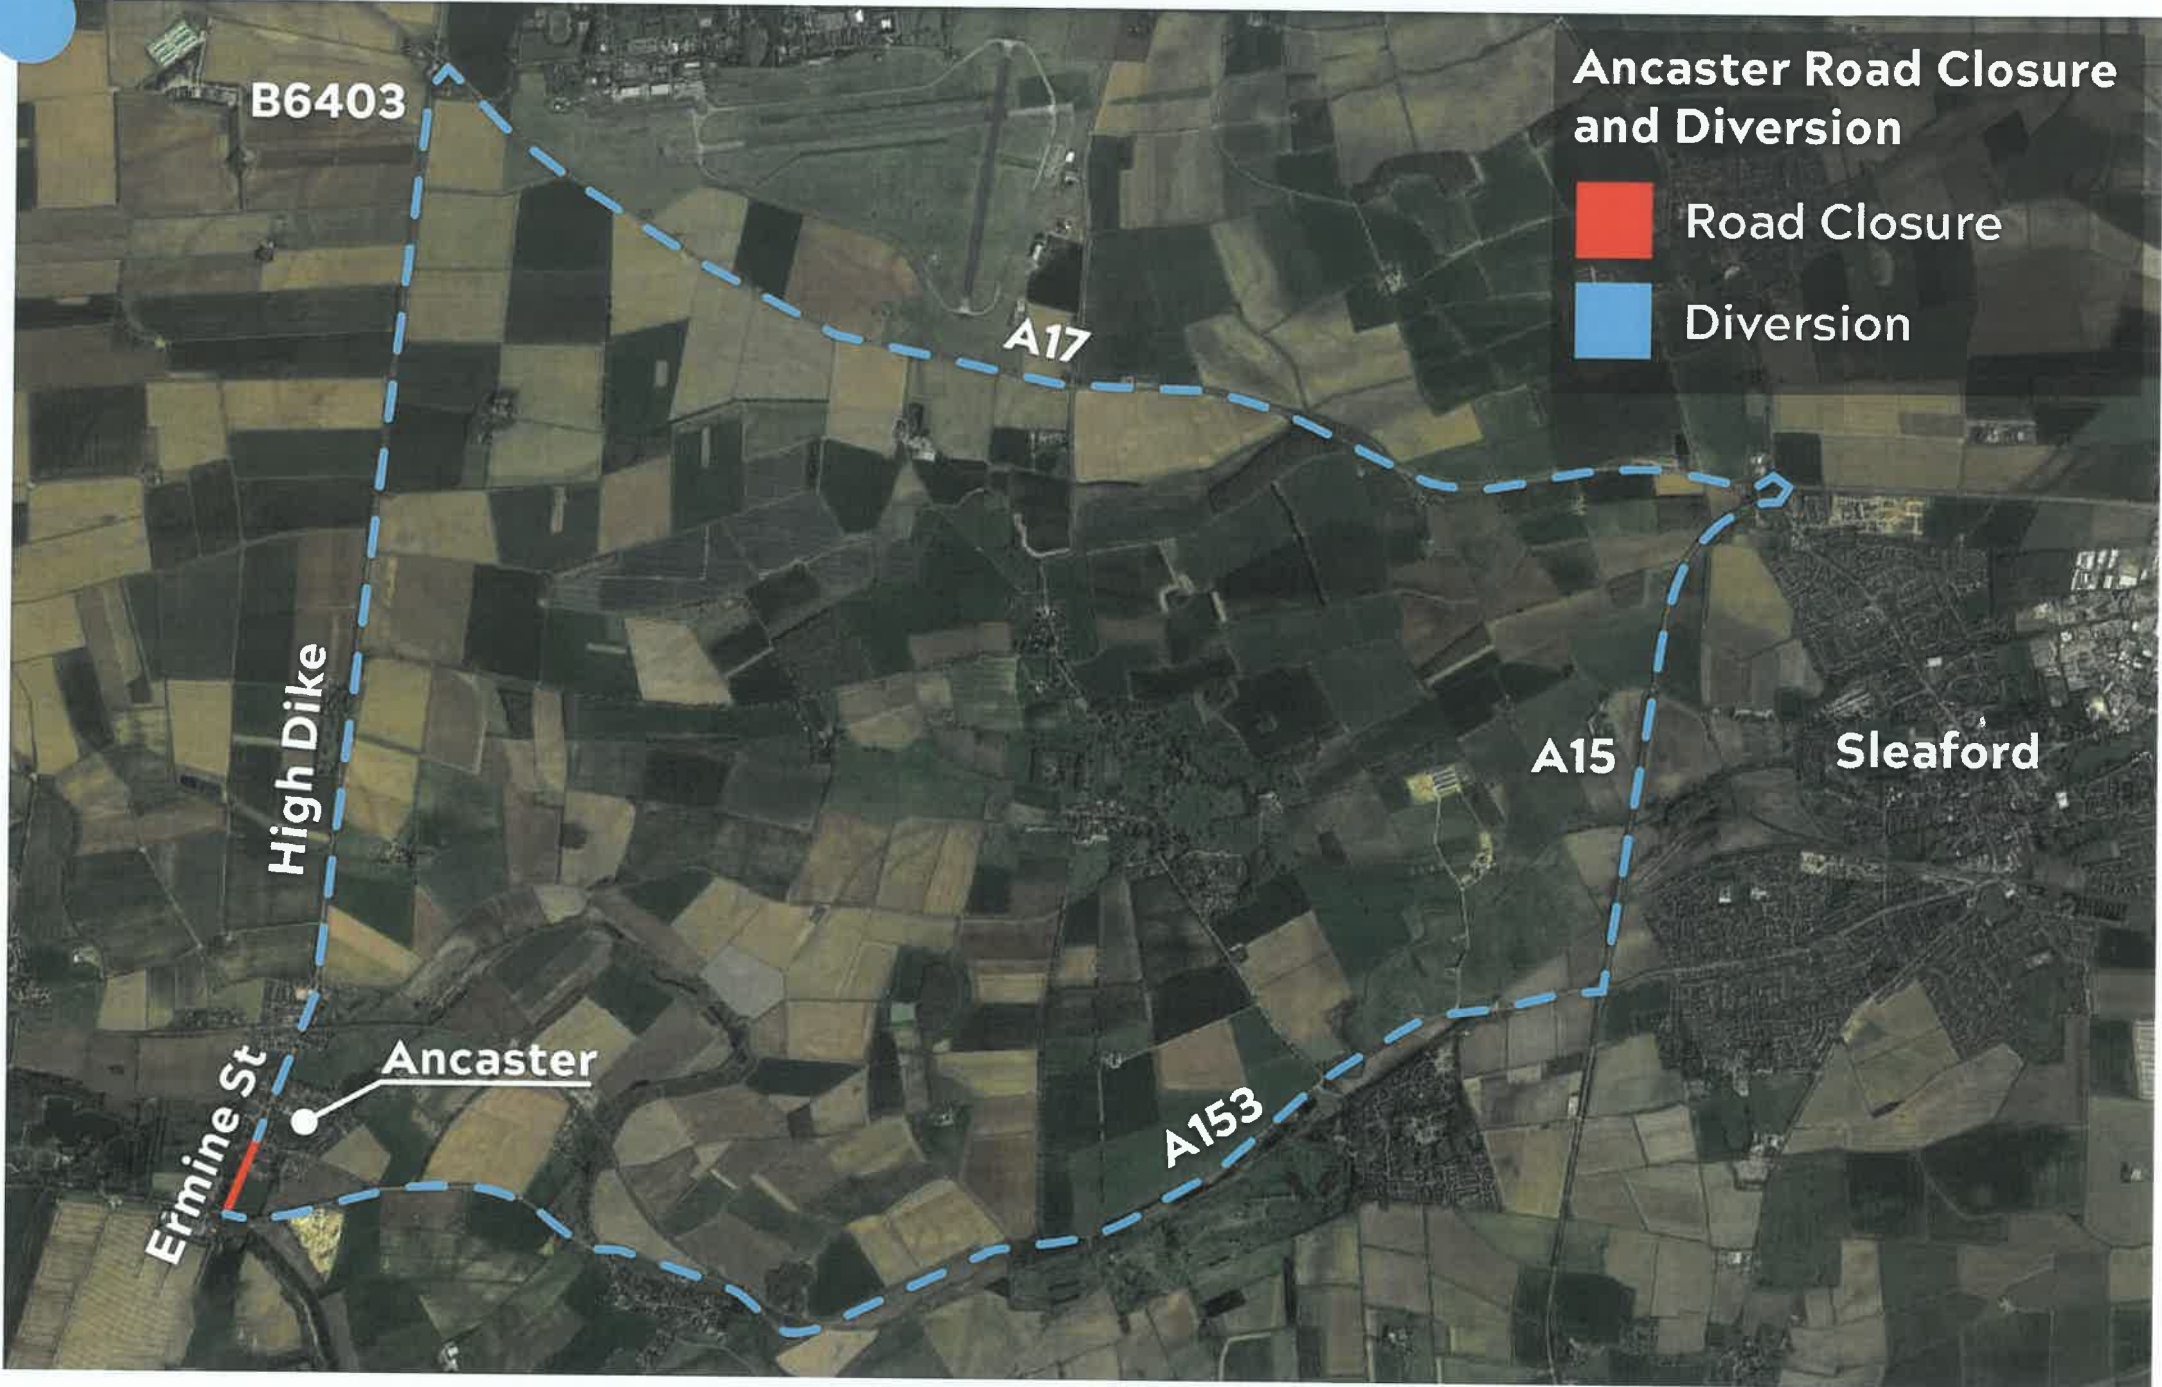 Ancaster Road Closure
and Diversion
Road Closure
Diversion
B6403
A17
High Dike
A15
Sleaford
Ancaster
Ermine St
A153